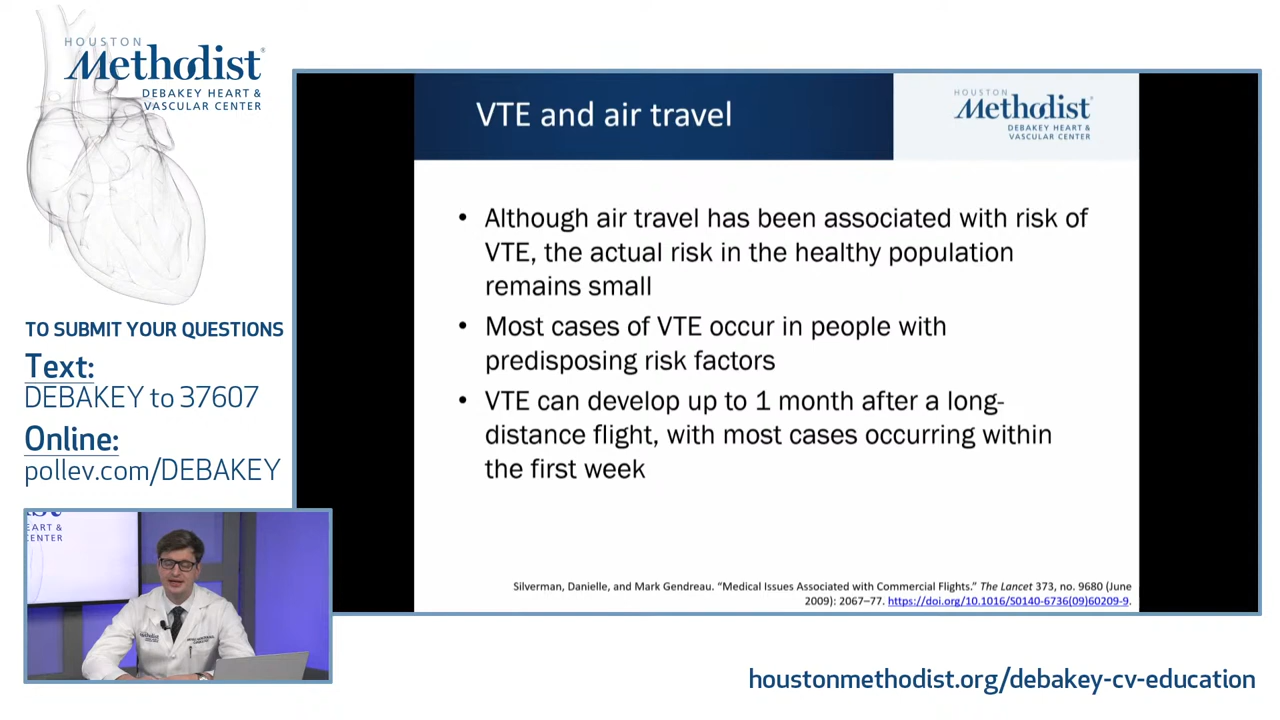 HOUSTON
Methodist®
DEBAKEY HEART &
VASCULAR CENTER
TO SUBMIT YOUR QUESTIONS
Text:
DEBAKEY to 37607
Online:
pollev.com/DEBAKEY
EART &
CENTER
Methodist
VTE and air travel
HOUSTON
Methodist®
DEBAKEY HEART &
VASCULAR CENTER
• Although air travel has been associated with risk of
VTE, the actual risk in the healthy population
remains small
• Most cases of VTE occur in people with
predisposing risk factors
• VTE can develop up to 1 month after a long-
distance flight, with most cases occurring within
the first week
Silverman, Danielle, and Mark Gendreau. “Medical Issues Associated with Commercial Flights.” The Lancet 373, no. 9680 (June
2009): 2067–77. https://doi.org/10.1016/S0140-6736(09)60209-9.
houstonmethodist.org/debakey-cv-education